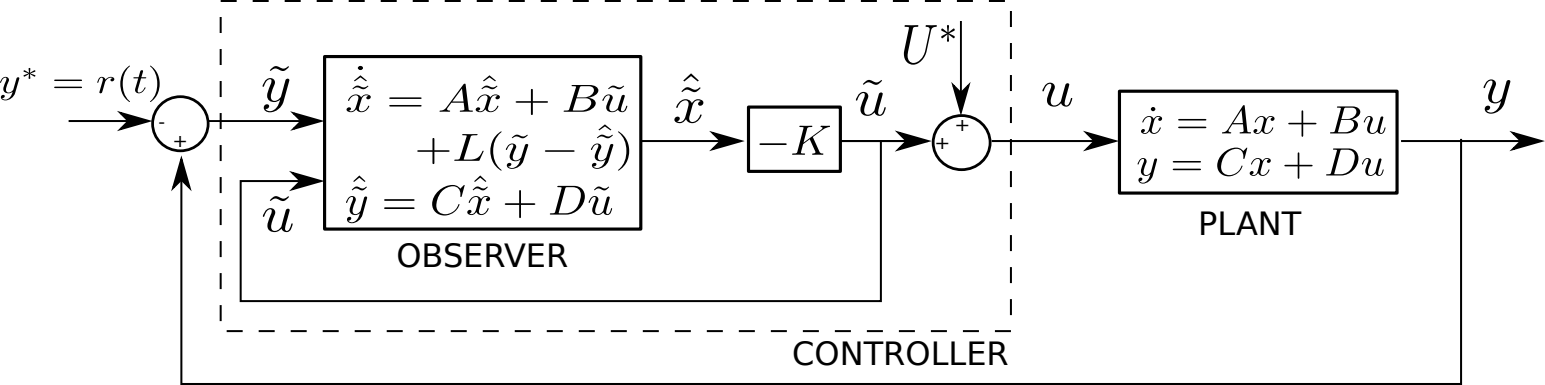 y* = r(t)
-
+
ỹ
x̃̂̇ = Ax̃̂ + Bũ
+L(ỹ − ỹ̂)
ỹ̂ = Cx̃̂ + Dũ
ũ
OBSERVER
x̃̂
−K
ũ
U*
+
+
CONTROLLER
u
ẋ = Ax + Bu
y = Cx + Du
PLANT
y